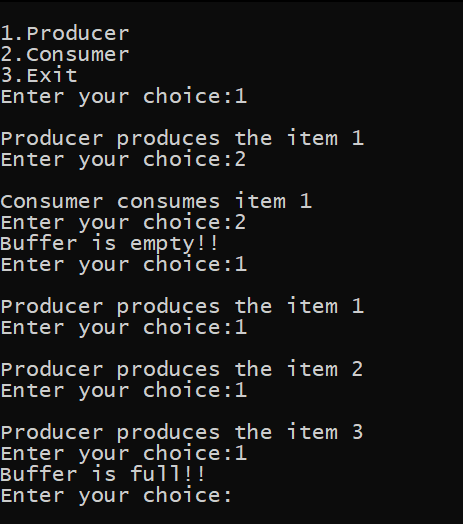 1.Producer
2.Consumer
3.Exit
Enter your choice:1
Producer produces the item 1
Enter your choice:2
Consumer consumes item 1
Enter your choice:2
Buffer is empty!!
Enter your choice:1
Producer produces the item 1
Enter your choice:1
Producer produces the item 2
Enter your choice:1
Producer produces the item 3
Enter your choice:1
Buffer is full!!
Enter your choice: